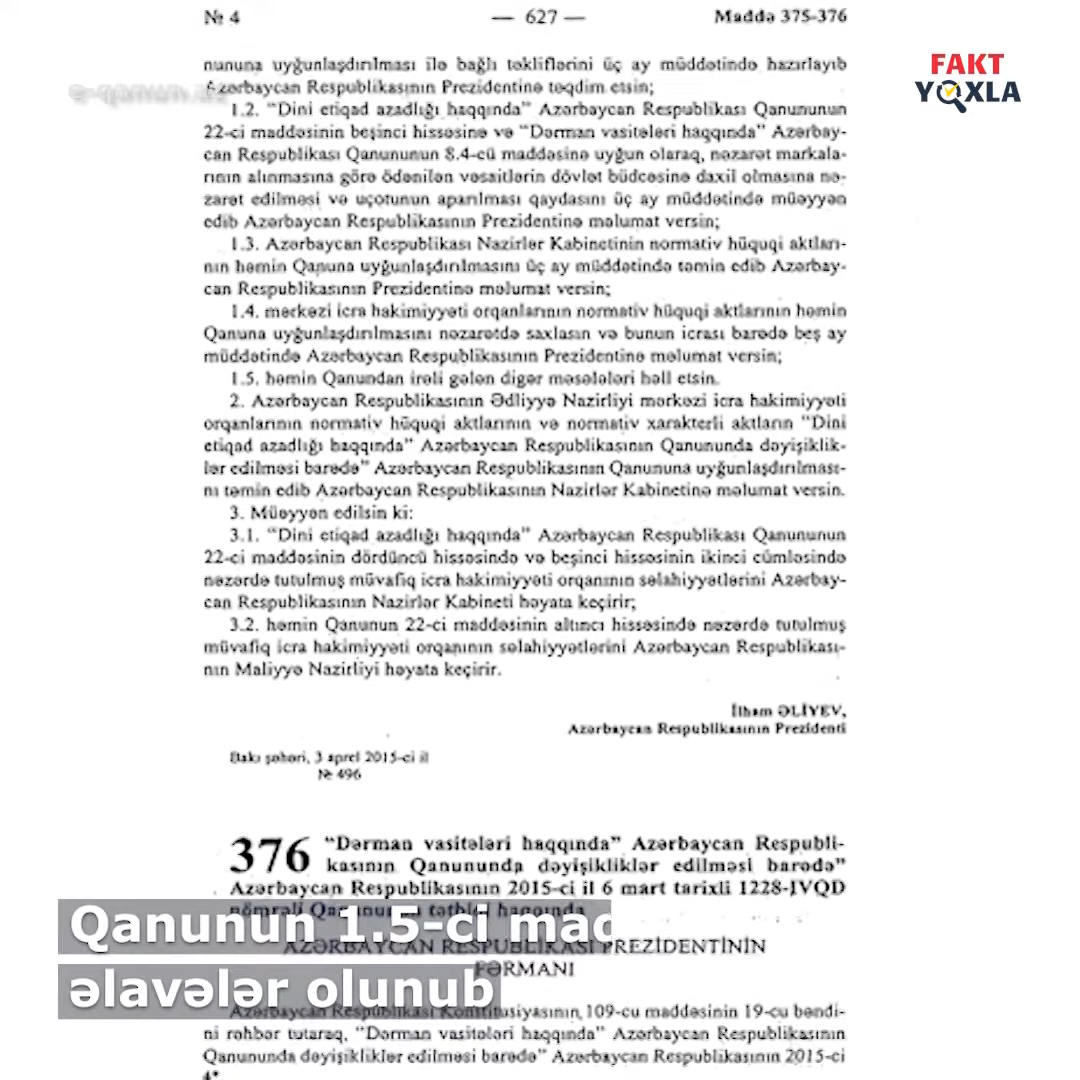 № 4 — 627 — Maddə 375-376
FAKT
YOXLA
nununa uyğunlaşdırılması ilə bağlı təkliflərini üç ay müddətində hazırlayıb
Azərbaycan Respublikasının Prezidentinə təqdim etsin;
e-qanun.az
1.2. “Dini etiqad azadlığı haqqında” Azərbaycan Respublikası Qanununun
22-ci maddəsinin beşinci hissəsinə və “Dərman vasitələri haqqında” Azərbay-
can Respublikası Qanununun 8.4-cü maddəsinə uyğun olaraq, nəzarət markala-
rının alınmasına görə ödənilən vəsaitlərin dövlət büdcəsinə daxil olmasına nə-
zarət edilməsi və uçotunun aparılması qaydasını üç ay müddətində müəyyən
edib Azərbaycan Respublikasının Prezidentinə məlumat versin;
1.3. Azərbaycan Respublikası Nazirlər Kabinetinin normativ hüquqi aktları-
nın həmin Qanuna uyğunlaşdırılmasını üç ay müddətində təmin edib Azərbay-
can Respublikasının Prezidentinə məlumat versin;
1.4. mərkəzi icra hakimiyyəti orqanlarının normativ hüquqi aktlarının həmin
Qanuna uyğunlaşdırılmasını nəzarətdə saxlasın və bunun icrası barədə beş ay
müddətində Azərbaycan Respublikasının Prezidentinə məlumat versin;
1.5. həmin Qanundan irəli gələn digər məsələləri həll etsin.
2. Azərbaycan Respublikasının Ədliyyə Nazirliyi mərkəzi icra hakimiyyəti
orqanlarının normativ hüquqi aktlarının və normativ xarakterli aktların “Dini
etiqad azadlığı haqqında” Azərbaycan Respublikasının Qanununda dəyişiklik-
lər edilməsi barədə” Azərbaycan Respublikasının Qanununa uyğunlaşdırılması-
nı təmin edib Azərbaycan Respublikasının Nazirlər Kabinetinə məlumat versin.
3. Müəyyən edilsin ki:
3.1. “Dini etiqad azadlığı haqqında” Azərbaycan Respublikası Qanununun
22-ci maddəsinin dördüncü hissəsində və beşinci hissəsinin ikinci cümləsində
nəzərdə tutulmuş müvafiq icra hakimiyyəti orqanının səlahiyyətlərini Azərbay-
can Respublikasının Nazirlər Kabineti həyata keçirir;
3.2. həmin Qanunun 22-ci maddəsinin altıncı hissəsində nəzərdə tutulmuş
müvafiq icra hakimiyyəti orqanının səlahiyyətlərini Azərbaycan Respublikası-
nın Maliyyə Nazirliyi həyata keçirir.
İlham ƏLİYEV,
Azərbaycan Respublikasının Prezidenti
Bakı şəhəri, 3 aprel 2015-ci il
№ 496
376 “Dərman vasitələri haqqında” Azərbaycan Respubli-
kasının Qanununda dəyişikliklər edilməsi barədə”
Azərbaycan Respublikasının 2015-ci il 6 mart tarixli 1228-IVQD
nömrəli Qanununun tətbiqi haqqında
Qanunun 1.5-ci mad
AZƏRBAYCAN RESPUBLİKASI PREZİDENTİNİN
FƏRMANI
əlavələr olunub
Azərbaycan Respublikası Konstitusiyasının 109-cu maddəsinin 19-cu bəndi-
ni rəhbər tutaraq, “Dərman vasitələri haqqında” Azərbaycan Respublikasının
Qanununda dəyişikliklər edilməsi barədə” Azərbaycan Respublikasının 2015-ci
4*